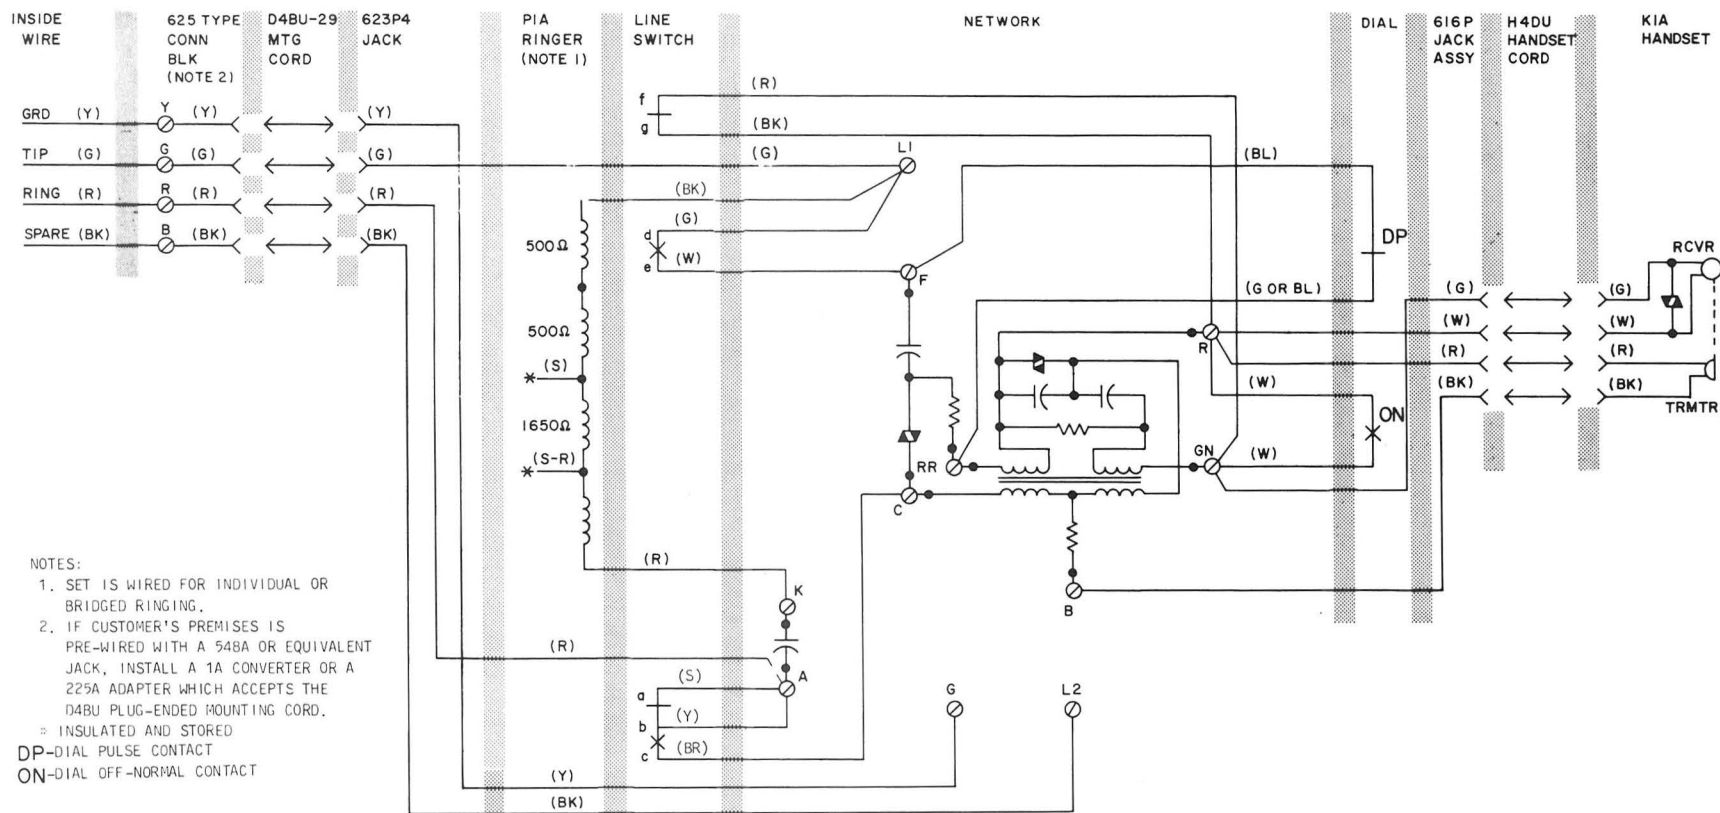 INSIDE
WIRE
625 TYPE
CONN
BLK
(NOTE 2)
D4BU-29
MTG
CORD
623P4
JACK
PIA
RINGER
(NOTE 1)
LINE
SWITCH
NETWORK
DIAL
616P
JACK
ASSY
H4DU
HANDSET
CORD
KIA
HANDSET
GRD (Y) Y (Y) (Y)
TIP (G) G (G) (G)
RING (R) R (R) (R)
SPARE (BK) B (BK) (BK)
f (R)
g (BK)
(G) L1
(BK)
d (G)
e (W)
F
(BL)
DP
(G OR BL)
500Ω
500Ω
(S)
*
1650Ω
(S-R)
*
(R)
K
(R)
A
(S)
a
(Y)
b
(BR)
c
(Y)
(BK)
RR
C
R
GN
B
G
L2
(W)
ON
(W)
RCVR
(G) (G)
(W) (W)
(R) (R)
(BK) (BK)
TRMTR
NOTES:
1. SET IS WIRED FOR INDIVIDUAL OR
BRIDGED RINGING.
2. IF CUSTOMER'S PREMISES IS
PRE-WIRED WITH A 548A OR EQUIVALENT
JACK, INSTALL A 1A CONVERTER OR A
225A ADAPTER WHICH ACCEPTS THE
D4BU PLUG-ENDED MOUNTING CORD.
* INSULATED AND STORED
DP-DIAL PULSE CONTACT
ON-DIAL OFF-NORMAL CONTACT